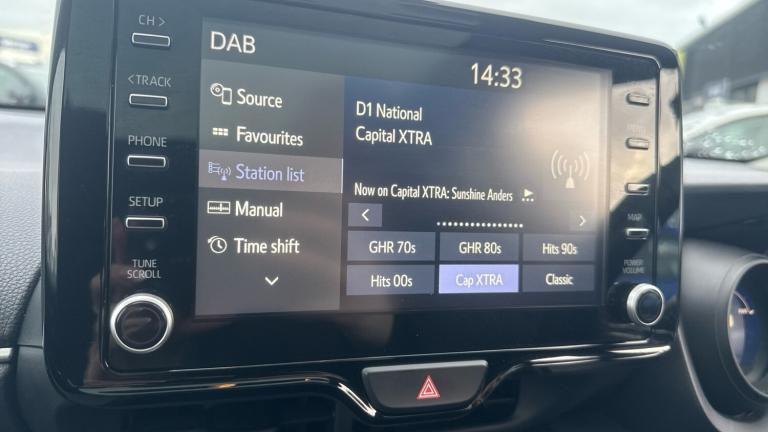 CH >
< TRACK
PHONE
SETUP
TUNE
SCROLL
DAB
14:33
Source
Favourites
Station list
Manual
Time shift
D1 National
Capital XTRA
Now on Capital XTRA: Sunshine Anders
GHR 70s
GHR 80s
Hits 90s
Hits 00s
Cap XTRA
Classic
MAP
POWER
VOLUME